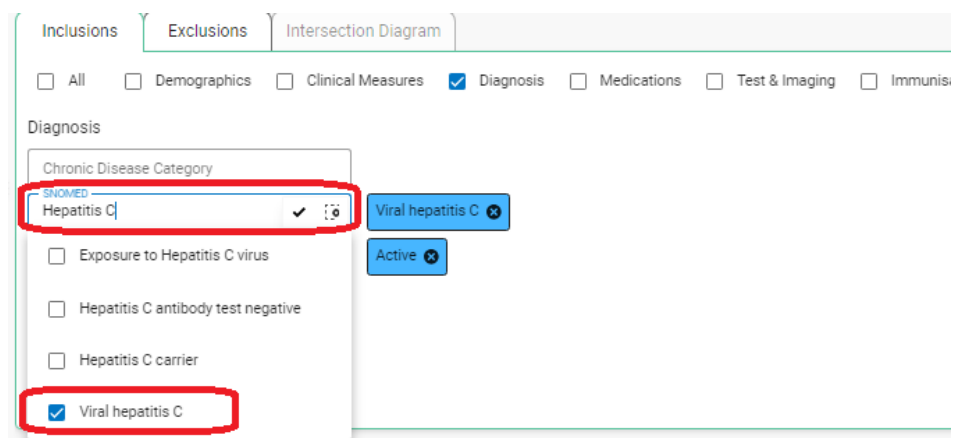 Inclusions Exclusions Intersection Diagram
All Demographics Clinical Measures Diagnosis Medications Test & Imaging Immunisa
Diagnosis
Chronic Disease Category
SNOMED
Hepatitis C Viral hepatitis C
Exposure to Hepatitis C virus Active
Hepatitis C antibody test negative
Hepatitis C carrier
Viral hepatitis C